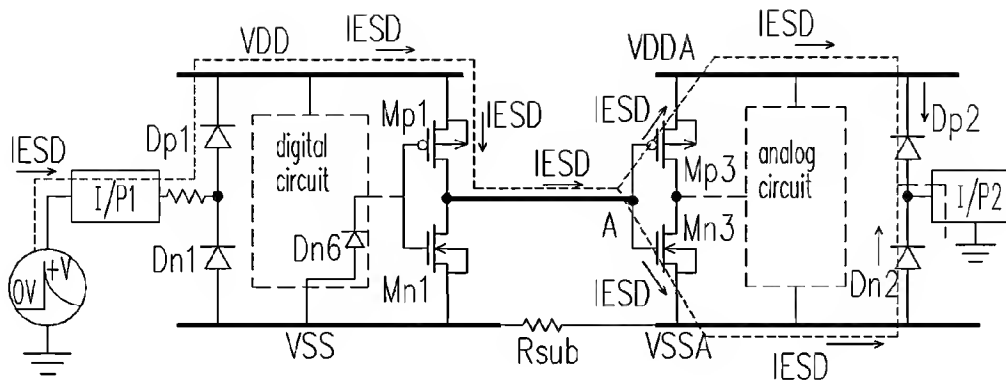 IESD
VDD
IESD
VDDA
IESD
Mp1
IESD
IESD
Dp2
Dp1
digital
circuit
IESD
Mp3
analog
circuit
I/P1
I/P2
A
Mn3
Dn1
Dn6
Mn1
IESD
Dn2
0V
+V
VSS
Rsub
VSSA
IESD